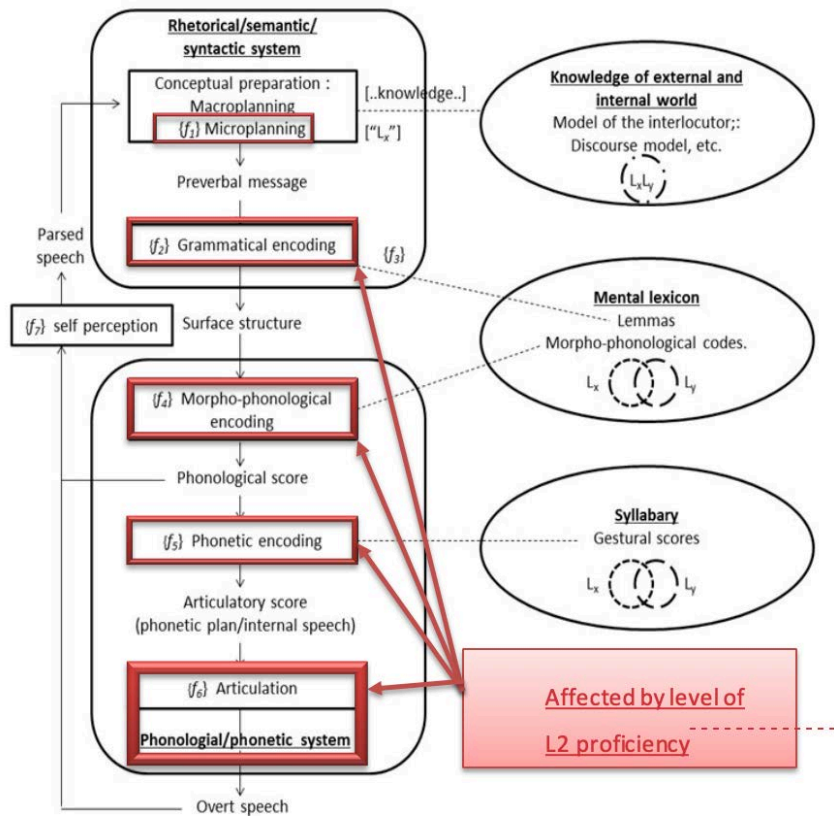 Rhetorical/semantic/
syntactic system
Conceptual preparation :
Macroplanning
{f1} Microplanning
[..knowledge..]
["Lx"]
Knowledge of external and
internal world
Model of the interlocutor;:
Discourse model, etc.
LxLy
Preverbal message
{f2} Grammatical encoding
{f3}
Parsed
speech
{f7} self perception
Surface structure
Mental lexicon
Lemmas
Morpho-phonological codes.
Lx
Ly
{f4} Morpho-phonological
encoding
Phonological score
{f5} Phonetic encoding
Syllabary
Gestural scores
Lx
Ly
Articulatory score
(phonetic plan/internal speech)
{f6} Articulation
Phonologial/phonetic system
Overt speech
Affected by level of
L2 proficiency